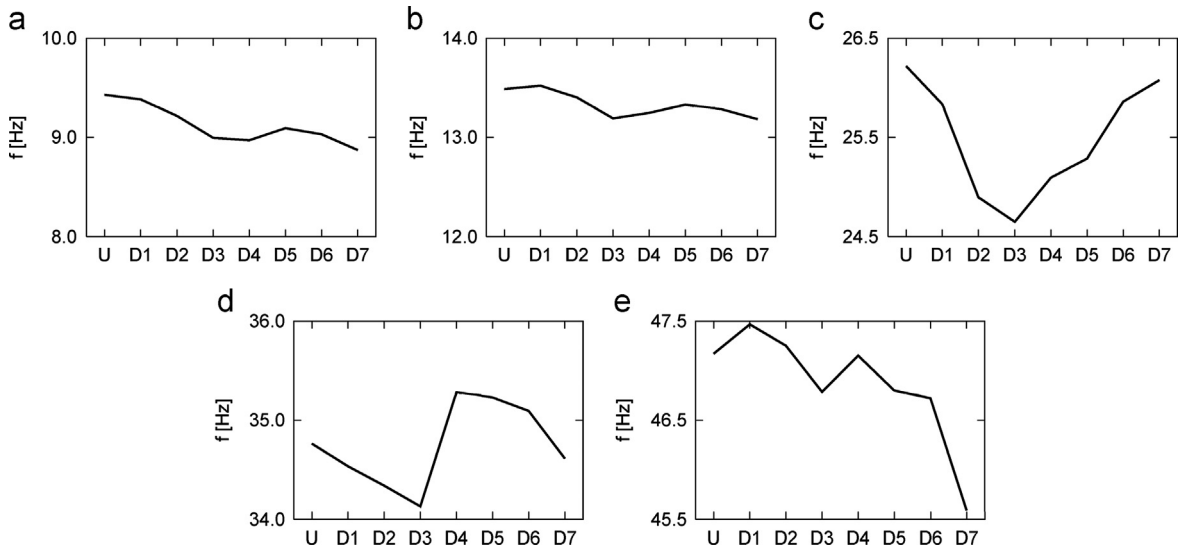 a
10.0
9.0
8.0
f [Hz]
U D1 D2 D3 D4 D5 D6 D7
b
14.0
13.0
12.0
f [Hz]
U D1 D2 D3 D4 D5 D6 D7
c
26.5
25.5
24.5
f [Hz]
U D1 D2 D3 D4 D5 D6 D7
d
36.0
35.0
34.0
f [Hz]
U D1 D2 D3 D4 D5 D6 D7
e
47.5
46.5
45.5
f [Hz]
U D1 D2 D3 D4 D5 D6 D7